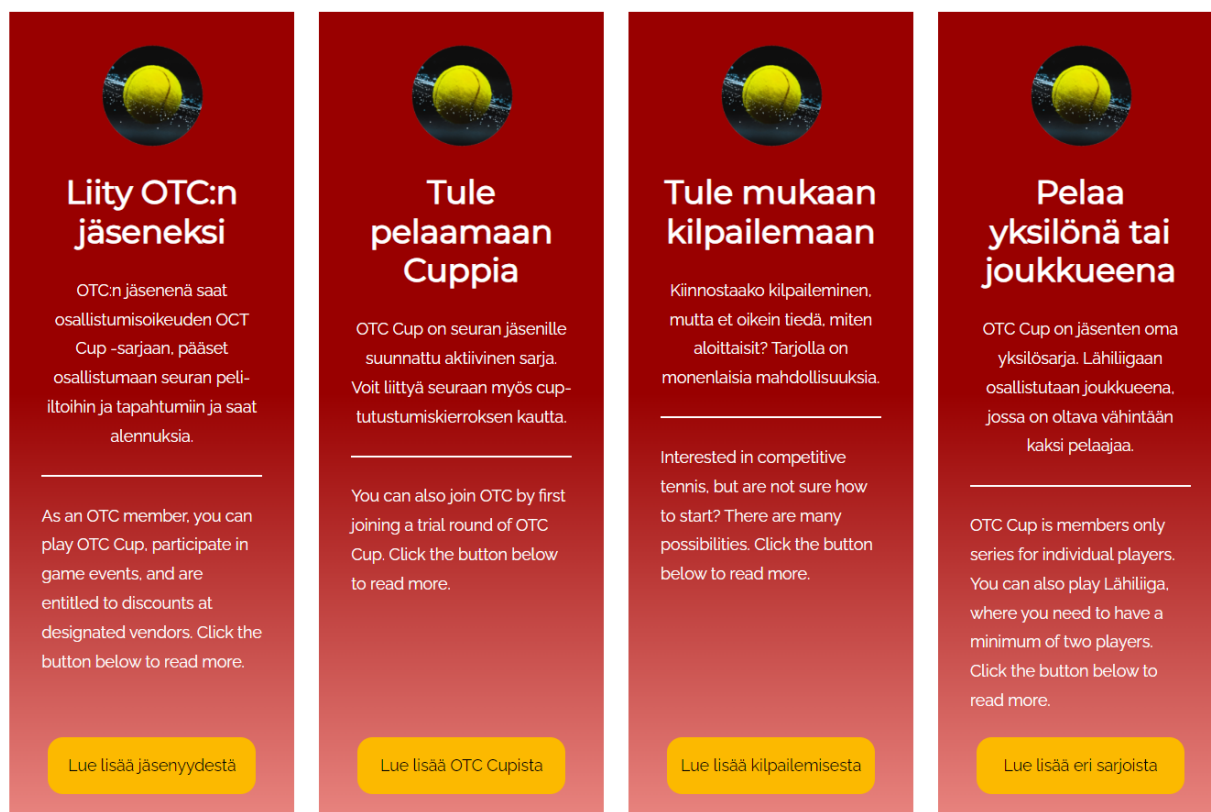 Liity OTC:n
jäseneksi
OTC:n jäsenenä saat
osallistumisoikeuden OCT
Cup -sarjaan, pääset
osallistumaan seuran peli-
iltoihin ja tapahtumiin ja saat
alennuksia.
As an OTC member, you can
play OTC Cup, participate in
game events, and are
entitled to discounts at
designated vendors. Click the
button below to read more.
Lue lisää jäsenyydestä
Tule
pelaamaan
Cuppia
OTC Cup on seuran jäsenille
suunnattu aktiivinen sarja.
Voit liittyä seuraan myös cup-
tutustumiskierroksen kautta.
You can also join OTC by first
joining a trial round of OTC
Cup. Click the button below
to read more.
Lue lisää OTC Cupista
Tule mukaan
kilpailemaan
Kiinnostaako kilpaileminen,
mutta et oikein tiedä, miten
aloittaisit? Tarjolla on
monenlaisia mahdollisuuksia.
Interested in competitive
tennis, but are not sure how
to start? There are many
possibilities. Click the button
below to read more.
Lue lisää kilpailemisesta
Pelaa
yksilönä tai
joukkueena
OTC Cup on jäsenten oma
yksilösarja. Lähiliigaan
osallistutaan joukkueena,
jossa on oltava vähintään
kaksi pelaajaa.
OTC Cup is members only
series for individual players.
You can also play Lähiliiga,
where you need to have a
minimum of two players.
Click the button below to
read more.
Lue lisää eri sarjoista